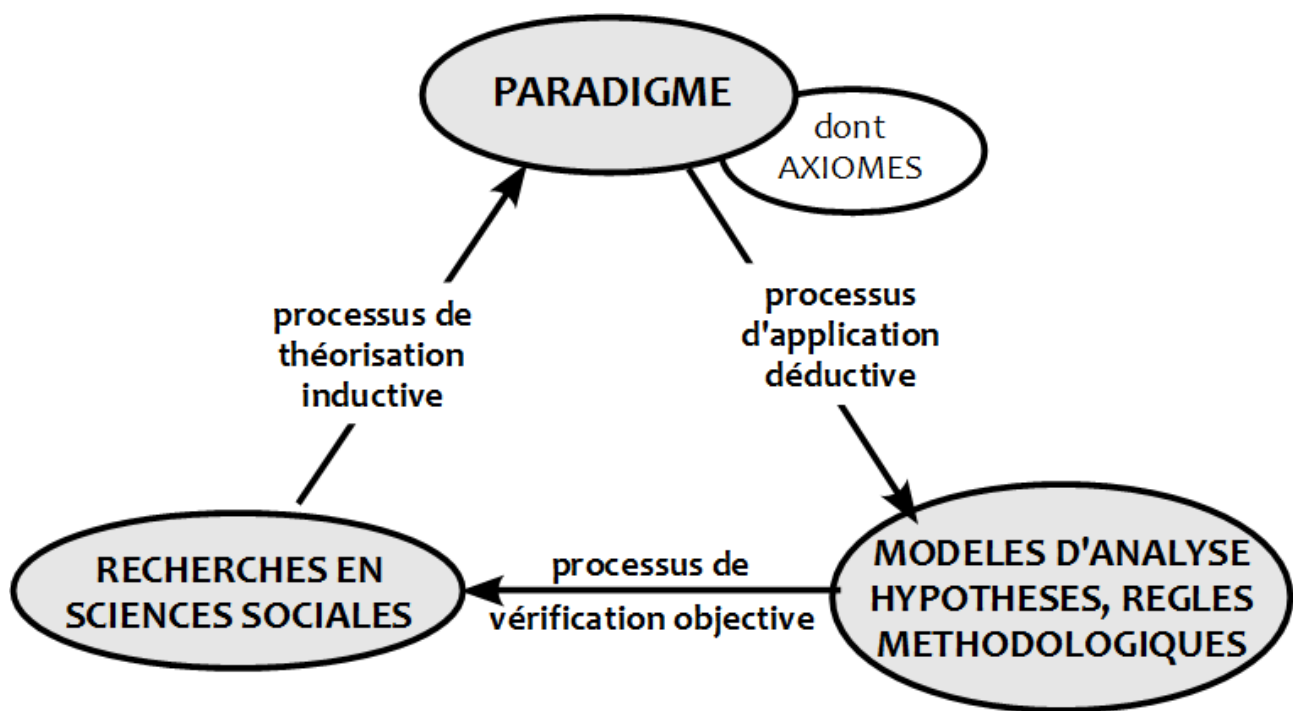 PARADIGME
dont
AXIOMES
processus de
théorisation
inductive
processus
d'application
déductive
RECHERCHES EN
SCIENCES SOCIALES
processus de
vérification objective
MODELES D'ANALYSE
HYPOTHESES, REGLES
METHODOLOGIQUES